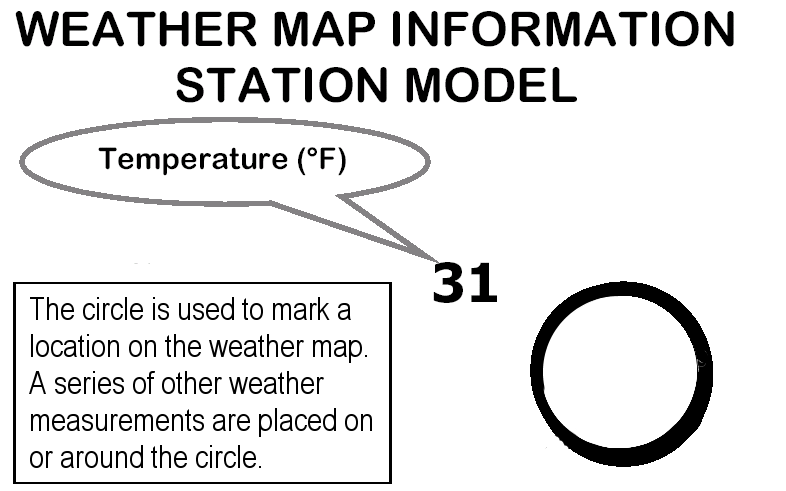 WEATHER MAP INFORMATION
STATION MODEL
Temperature (°F)
31
The circle is used to mark a
location on the weather map.
A series of other weather
measurements are placed on
or around the circle.